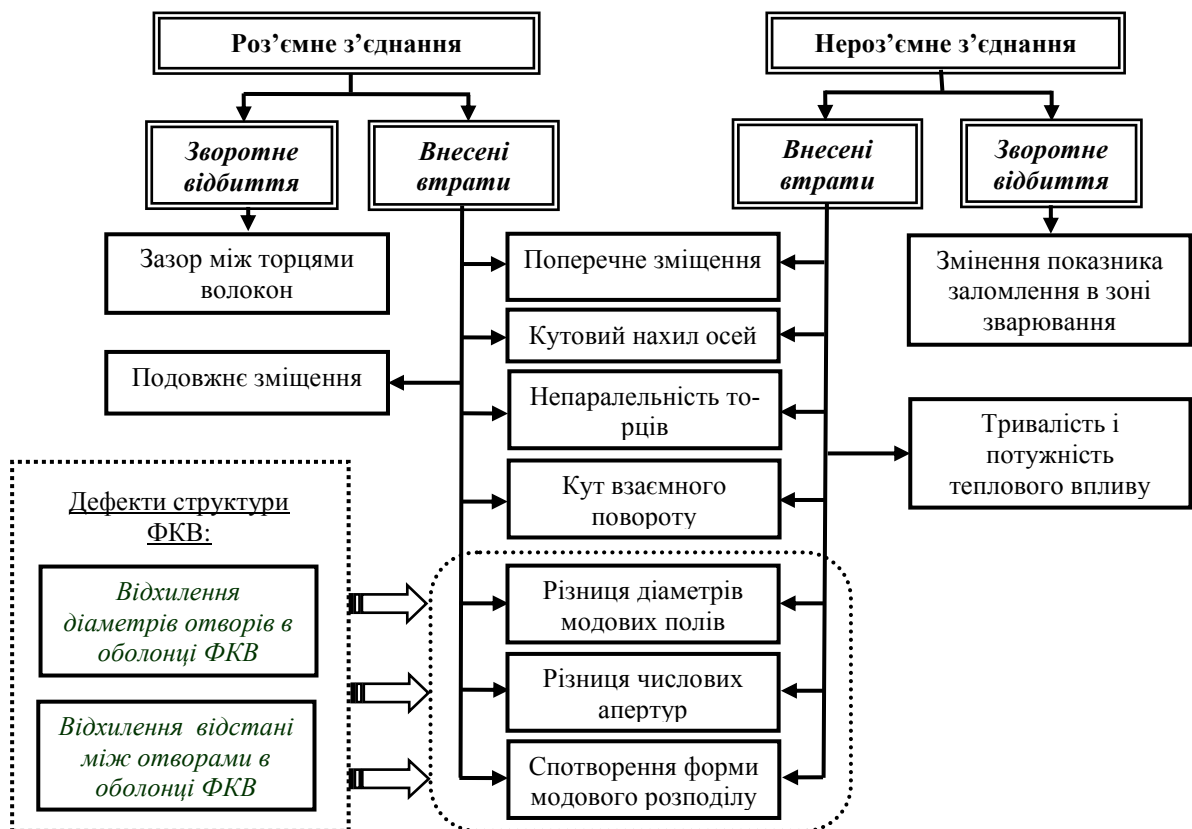 Роз’ємне з’єднання
Нероз’ємне з’єднання
Зворотне
відбиття
Внесені
втрати
Внесені
втрати
Зворотне
відбиття
Зазор між торцями
волокон
Подовжнє зміщення
Поперечне зміщення
Кутовий нахил осей
Непаралельність то-
рців
Кут взаємного
повороту
Різниця діаметрів
модових полів
Різниця числових
апертур
Спотворення форми
модового розподілу
Змінення показника
заломлення в зоні
зварювання
Тривалість і
потужність
теплового впливу
Дефекти структури
ФКВ:
Відхилення
діаметрів отворів в
оболонці ФКВ
Відхилення відстані
між отворами в
оболонці ФКВ